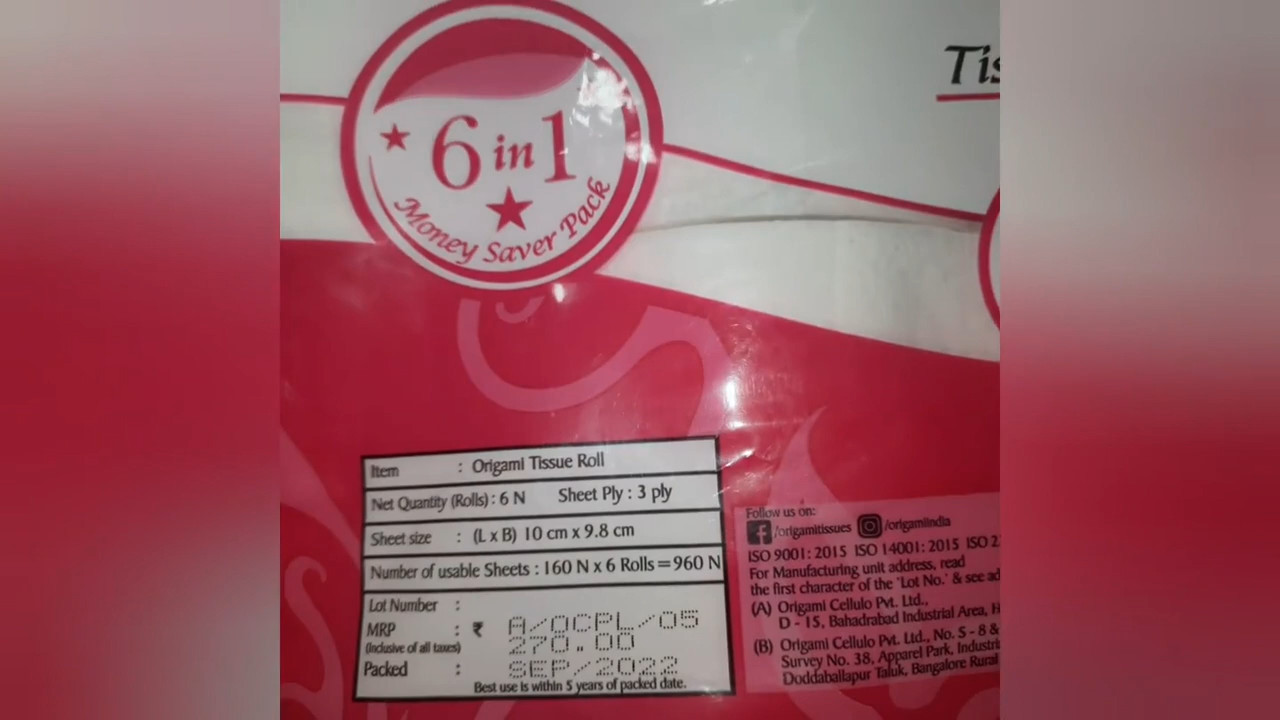 6 in 1
Money Saver Pack
Item : Origami Tissue Roll
Net Quantity (Rolls) : 6 N Sheet Ply : 3 ply
Sheet size : (L x B) 10 cm x 9.8 cm
Number of usable Sheets : 160 N x 6 Rolls = 960 N
Lot Number : A/OCPL/05
MRP : ₹ 270.00
(Inclusive of all taxes)
Packed : SEP/2022
Best use is within 5 years of packed date.
Follow us on:
/origamitissues /origamiindia
ISO 9001: 2015 ISO 14001: 2015 ISO
For Manufacturing unit address, read
the first character of the 'Lot No.' & see
(A) Origami Cellulo Pvt. Ltd.,
D - 15, Bahadrabad Industrial Area,
(B) Origami Cellulo Pvt. Ltd., No. S - 8 &
Survey No. 38, Apparel Park,
Doddaballapur Taluk, Bangalore Rural